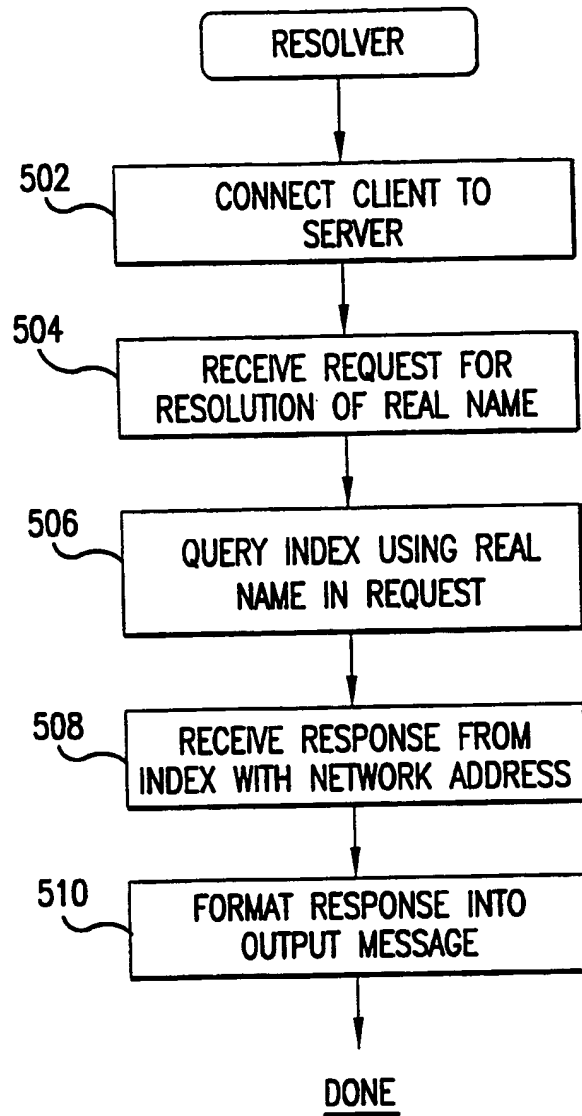 RESOLVER
502
CONNECT CLIENT TO
SERVER
504
RECEIVE REQUEST FOR
RESOLUTION OF REAL NAME
506
QUERY INDEX USING REAL
NAME IN REQUEST
508
RECEIVE RESPONSE FROM
INDEX WITH NETWORK ADDRESS
510
FORMAT RESPONSE INTO
OUTPUT MESSAGE
DONE